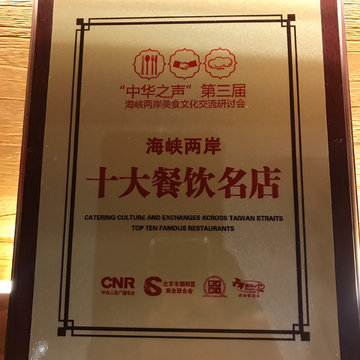 “中华之声”第三届
海峡两岸美食文化交流研讨会
海峡两岸
十大餐饮名店
CATERING CULTURE AND EXCHANGES ACROSS TAIWAN STRAITS
TOP TEN FAMOUS RESTAURANTS
CNR
中央人民广播电台
北京市朝阳区
商会联合会